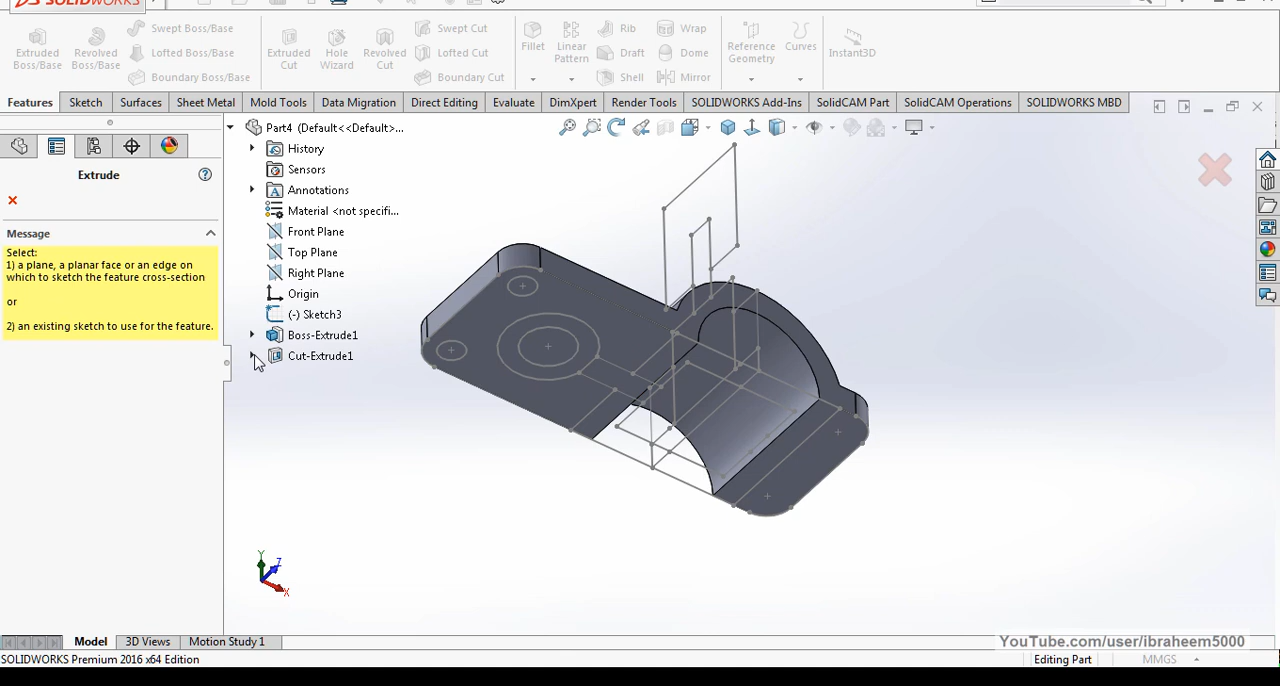 SOLIDWORKS
Extruded Boss/Base
Revolved Boss/Base
Swept Boss/Base
Lofted Boss/Base
Boundary Boss/Base
Extruded Cut
Hole Wizard
Revolved Cut
Swept Cut
Lofted Cut
Boundary Cut
Fillet
Linear Pattern
Rib
Draft
Shell
Wrap
Dome
Mirror
Reference Geometry
Curves
Instant3D
Features
Sketch
Surfaces
Sheet Metal
Mold Tools
Data Migration
Direct Editing
Evaluate
DimXpert
Render Tools
SOLIDWORKS Add-Ins
SolidCAM Part
SolidCAM Operations
SOLIDWORKS MBD
Extrude
Message
Select:
1) a plane, a planar face or an edge on
which to sketch the feature cross-section
or
2) an existing sketch to use for the feature.
Part4 (Default<<Default>...
History
Sensors
Annotations
Material <not specifi...
Front Plane
Top Plane
Right Plane
Origin
(-) Sketch3
Boss-Extrude1
Cut-Extrude1
Y
Z
X
Model
3D Views
Motion Study 1
YouTube.com/user/ibraheem5000
SOLIDWORKS Premium 2016 x64 Edition
Editing Part
MMGS